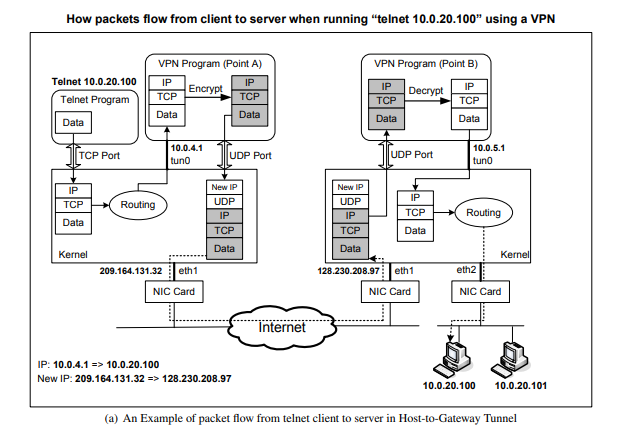 How packets flow from client to server when running “telnet 10.0.20.100” using a VPN
VPN Program (Point A)
VPN Program (Point B)
Telnet 10.0.20.100
Telnet Program
Data
IP
TCP
Data
Encrypt
IP
TCP
Data
IP
TCP
Data
Decrypt
IP
TCP
Data
TCP Port
10.0.4.1
tun0
UDP Port
UDP Port
10.0.5.1
tun0
IP
TCP
Data
Routing
New IP
UDP
IP
TCP
Data
New IP
UDP
IP
TCP
Data
IP
TCP
Data
Routing
Kernel
Kernel
209.164.131.32
eth1
128.230.208.97
eth1
eth2
NIC Card
NIC Card
NIC Card
Internet
IP: 10.0.4.1 => 10.0.20.100
New IP: 209.164.131.32 => 128.230.208.97
10.0.20.100
10.0.20.101
(a) An Example of packet flow from telnet client to server in Host-to-Gateway Tunnel